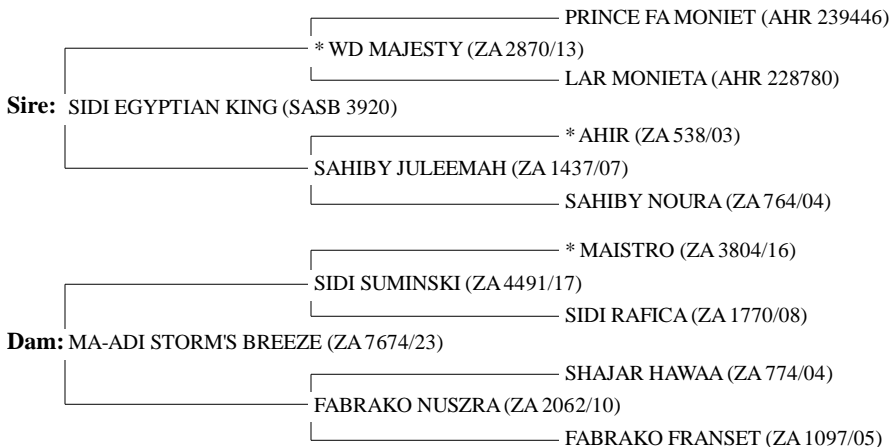 PRINCE FA MONIET (AHR 239446)
* WD MAJESTY (ZA 2870/13)
LAR MONIETA (AHR 228780)
Sire: SIDI EGYPTIAN KING (SASB 3920)
* AHIR (ZA 538/03)
SAHIBY JULEEMAH (ZA 1437/07)
SAHIBY NOURA (ZA 764/04)
* MAISTRO (ZA 3804/16)
SIDI SUMINSKI (ZA 4491/17)
SIDI RAFICA (ZA 1770/08)
Dam: MA-ADI STORM'S BREEZE (ZA 7674/23)
SHAJAR HAWAA (ZA 774/04)
FABRAKO NUSZRA (ZA 2062/10)
FABRAKO FRANSET (ZA 1097/05)